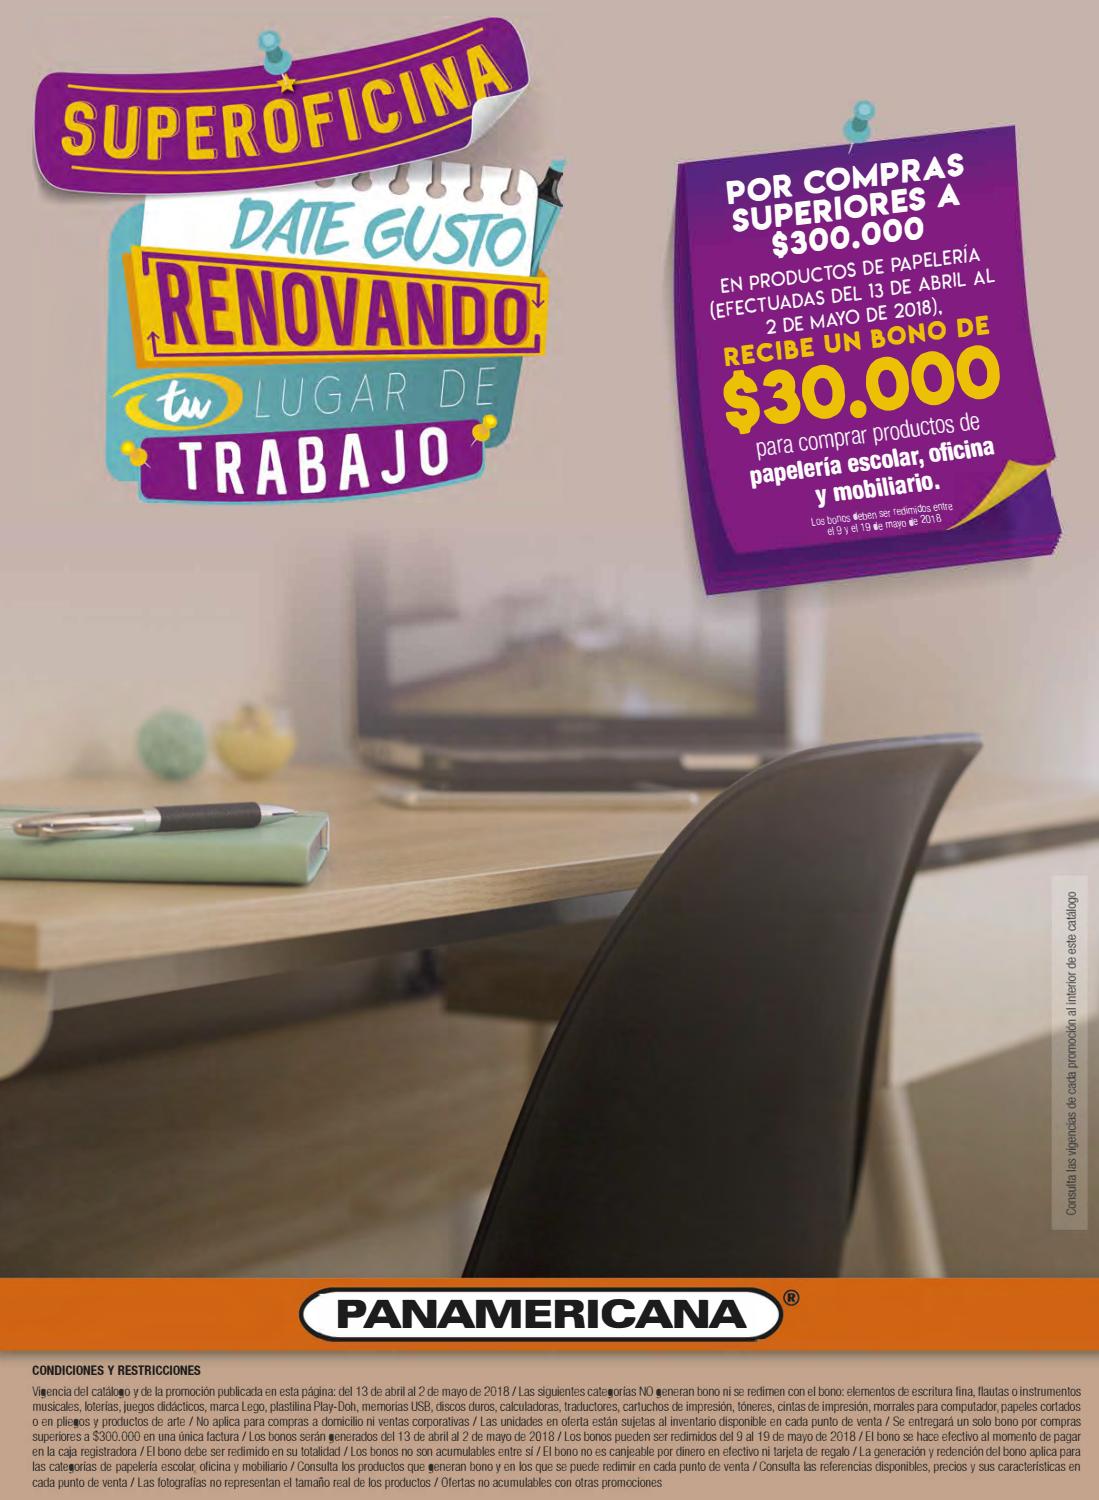 SUPEROFICINA
DATE GUSTO
RENOVANDO
tu LUGAR DE
TRABAJO
POR COMPRAS
SUPERIORES A
$300.000
EN PRODUCTOS DE PAPELERÍA
(EFECTUADAS DEL 13 DE ABRIL AL
2 DE MAYO DE 2018),
RECIBE UN BONO DE
$30.000
para comprar productos de
papelería escolar, oficina
y mobiliario.
Los bonos deben ser redimidos entre
el 9 y el 19 de mayo de 2018
Consulta las vigencias de cada promoción al interior de este catálogo
PANAMERICANA®
CONDICIONES Y RESTRICCIONES
Vigencia del catálogo y de la promoción publicada en esta página: del 13 de abril al 2 de mayo de 2018 / Las siguientes categorías NO generan bono ni se redimen con el bono: elementos de escritura fina, flautas o instrumentos
musicales, loterías, juegos didácticos, marca Lego, plastilina Play-Doh, memorias USB, discos duros, calculadoras, traductores, cartuchos de impresión, tóneres, cintas de impresión, morrales para computador, papeles cortados
o en pliegos y productos de arte / No aplica para compras a domicilio ni ventas corporativas / Las unidades en oferta están sujetas al inventario disponible en cada punto de venta / Se entregará un solo bono por compras
superiores a $300.000 en una única factura / Los bonos serán generados del 13 de abril al 2 de mayo de 2018 / Los bonos pueden ser redimidos del 9 al 19 de mayo de 2018 / El bono se hace efectivo al momento de pagar
en la caja registradora / El bono debe ser redimido en su totalidad / Los bonos no son acumulables entre sí / El bono no es canjeable por dinero en efectivo ni tarjeta de regalo / La generación y redención del bono aplica para
las categorías de papelería escolar, oficina y mobiliario / Consulta los productos que generan bono y en los que se puede redimir en cada punto de venta / Consulta las referencias disponibles, precios y sus características en
cada punto de venta / Las fotografías no representan el tamaño real de los productos / Ofertas no acumulables con otras promociones